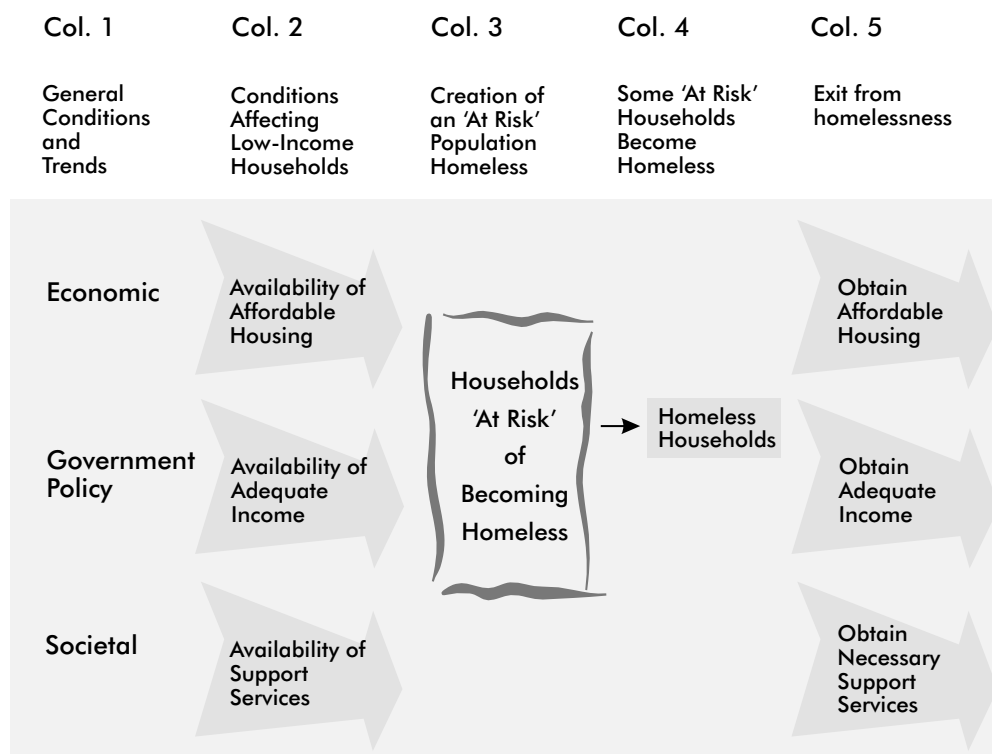 Col. 1
Col. 2
Col. 3
Col. 4
Col. 5
General
Conditions
and
Trends
Conditions
Affecting
Low-Income
Households
Creation of
an ‘At Risk’
Population
Homeless
Some ‘At Risk’
Households
Become
Homeless
Exit from
homelessness
Economic
Government
Policy
Societal
Availability of
Affordable
Housing
Availability of
Adequate
Income
Availability of
Support
Services
Households
‘At Risk’
of
Becoming
Homeless
Homeless
Households
Obtain
Affordable
Housing
Obtain
Adequate
Income
Obtain
Necessary
Support
Services